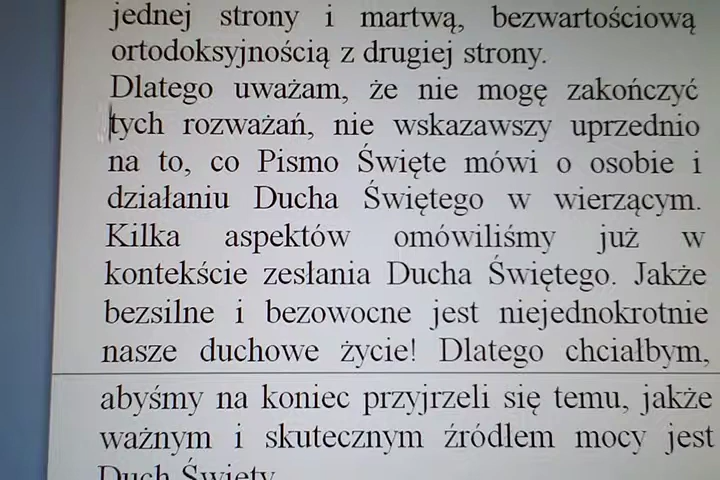 jednej strony i martwą, bezwartościową
ortodoksyjnością z drugiej strony.
Dlatego uważam, że nie mogę zakończyć
tych rozważań, nie wskazawszy uprzednio
na to, co Pismo Święte mówi o osobie i
działaniu Ducha Świętego w wierzącym.
Kilka aspektów omówiliśmy już w
kontekście zesłania Ducha Świętego. Jakże
bezsilne i bezowocne jest niejednokrotnie
nasze duchowe życie! Dlatego chciałbym,
abyśmy na koniec przyjrzeli się temu, jakże
ważnym i skutecznym źródłem mocy jest
Duch Święty